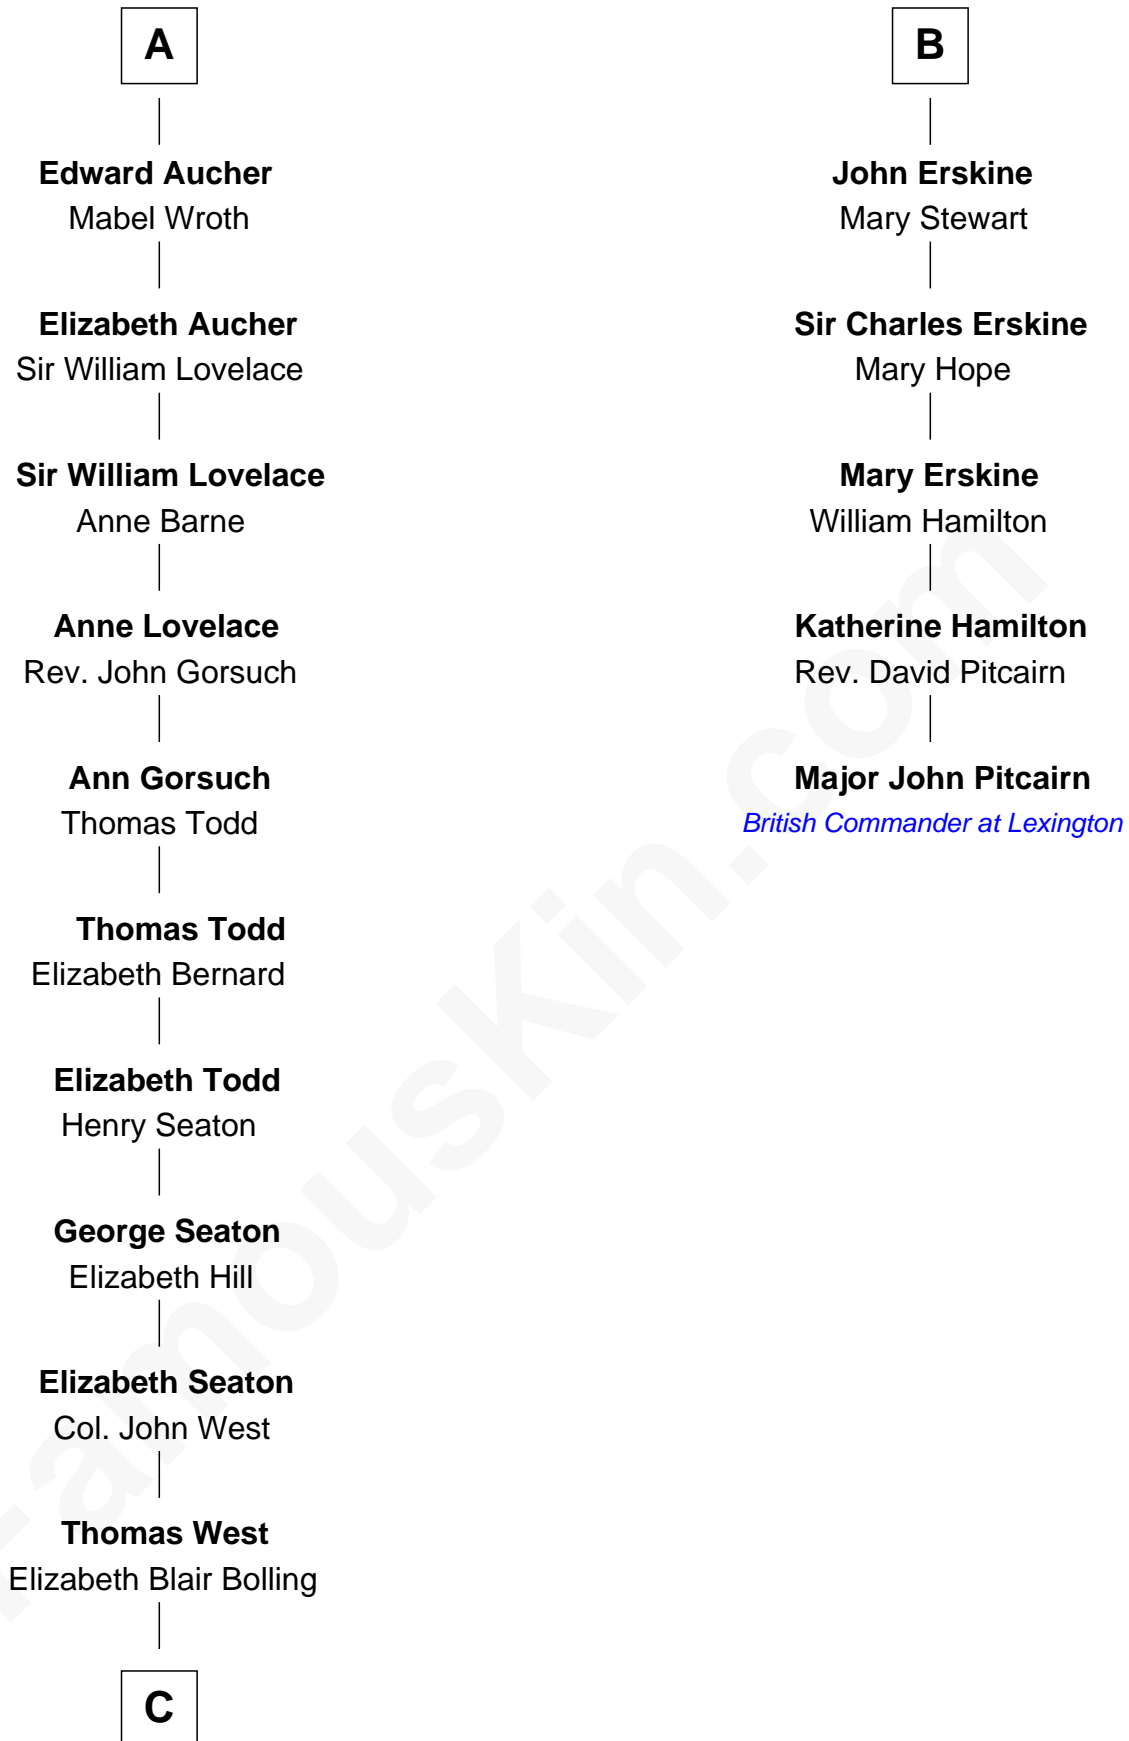 A
Edward Aucher
Mabel Wroth
Elizabeth Aucher
Sir William Lovelace
Sir William Lovelace
Anne Barne
Anne Lovelace
Rev. John Gorsuch
Ann Gorsuch
Thomas Todd
Thomas Todd
Elizabeth Bernard
Elizabeth Todd
Henry Seaton
George Seaton
Elizabeth Hill
Elizabeth Seaton
Col. John West
Thomas West
Elizabeth Blair Bolling
C
B
John Erskine
Mary Stewart
Sir Charles Erskine
Mary Hope
Mary Erskine
William Hamilton
Katherine Hamilton
Rev. David Pitcairn
Major John Pitcairn
British Commander at Lexington
FamousKin.com